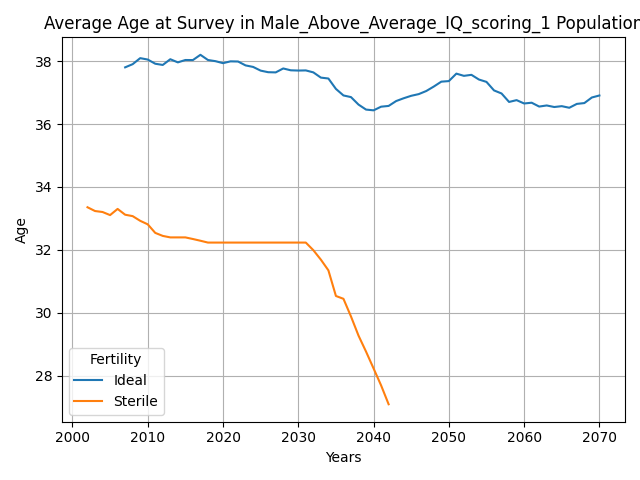 Average Age at Survey in Male_Above_Average_IQ_scoring_1 Population
38
36
34
32
30
28
Age
Fertility
Ideal
Sterile
2000 2010 2020 2030 2040 2050 2060 2070
Years